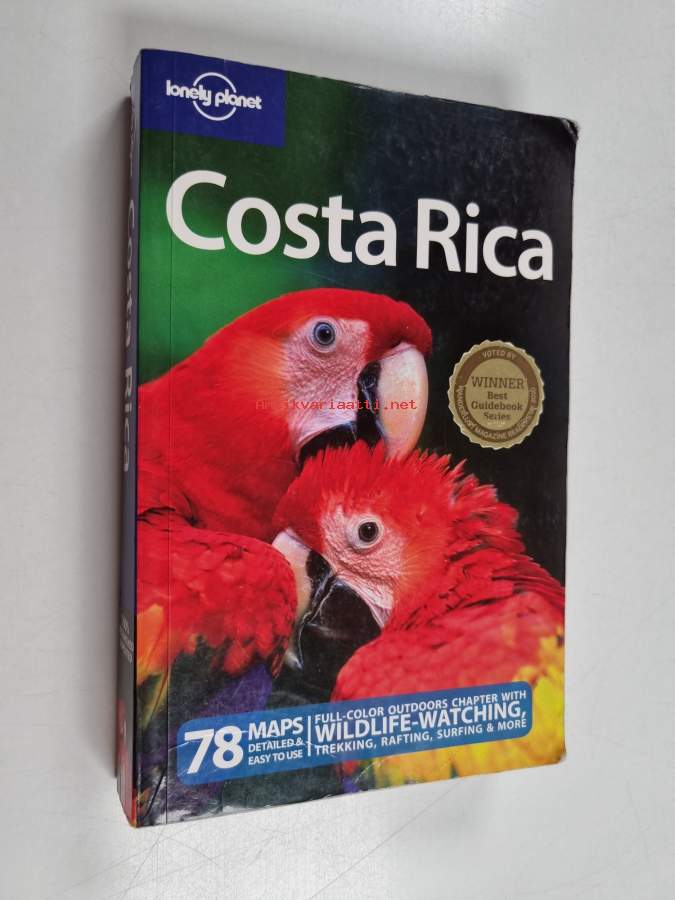 lonely planet
Costa Rica
Antikvariaatti.net
VOTED BY
WINNER
Best
Guidebook
Series
MAGAZINE
78 MAPS
DETAILED &
EASY TO USE
FULL-COLOR OUTDOORS CHAPTER WITH
WILDLIFE-WATCHING,
TREKKING, RAFTING, SURFING & MORE
Costa Rica